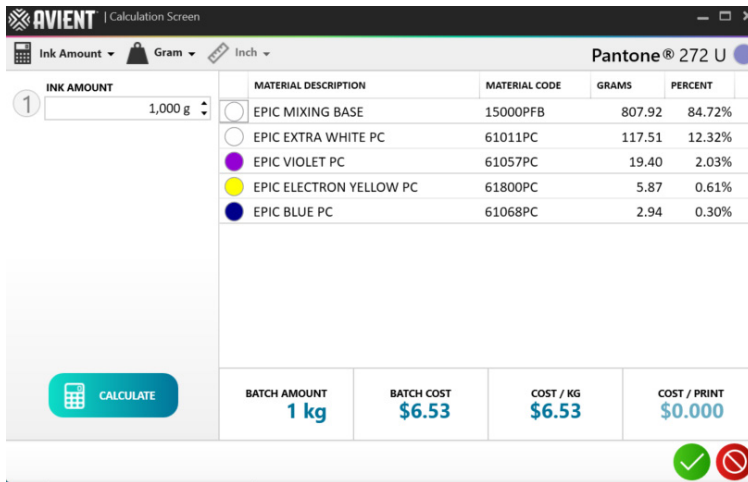 AVIENT | Calculation Screen
Ink Amount Gram Inch Pantone® 272 U
INK AMOUNT
1 1,000 g
MATERIAL DESCRIPTION MATERIAL CODE GRAMS PERCENT
EPIC MIXING BASE 15000PFB 807.92 84.72%
EPIC EXTRA WHITE PC 61011PC 117.51 12.32%
EPIC VIOLET PC 61057PC 19.40 2.03%
EPIC ELECTRON YELLOW PC 61800PC 5.87 0.61%
EPIC BLUE PC 61068PC 2.94 0.30%
CALCULATE
BATCH AMOUNT BATCH COST COST / KG COST / PRINT
1 kg $6.53 $6.53 $0.000